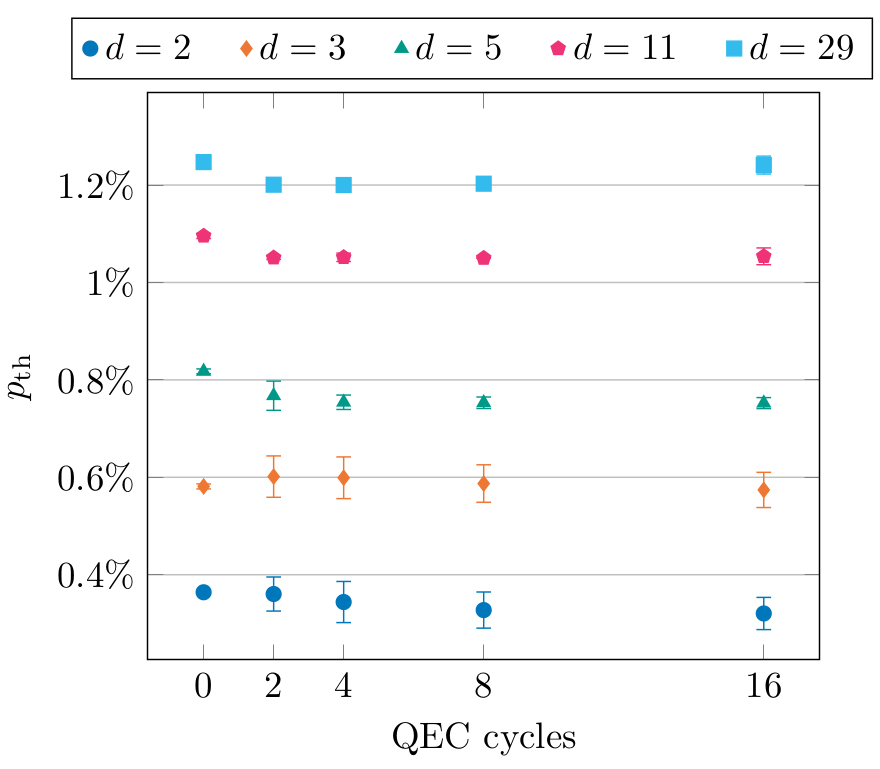 d = 2 d = 3 d = 5 d = 11 d = 29
1.2%
1%
0.8%
0.6%
0.4%
p_th
0 2 4 8 16
QEC cycles